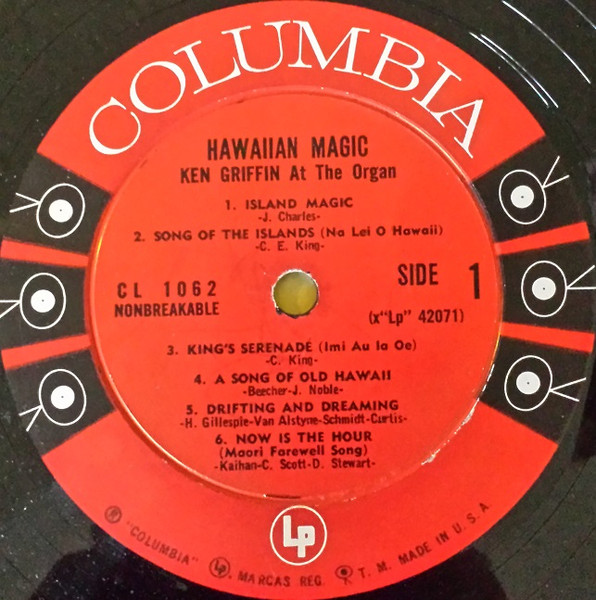 COLUMBIA
HAWAIIAN MAGIC
KEN GRIFFIN At The Organ
1. ISLAND MAGIC
-J. Charles-
2. SONG OF THE ISLANDS (Na Lei O Hawaii)
-C. E. King-
CL 1062
NONBREAKABLE
SIDE 1
(x"Lp" 42071)
3. KING'S SERENADE (Imi Au Ia Oe)
-C. King-
4. A SONG OF OLD HAWAII
-Beecher-J. Noble-
5. DRIFTING AND DREAMING
-H. Gillespie-Van Alstyne-Schmidt-Curtis-
6. NOW IS THE HOUR
(Maori Farewell Song)
-Kaihan-C. Scott-D. Stewart-
LP
® "COLUMBIA" LP. MARCAS REG. T. M. MADE IN U.S.A.